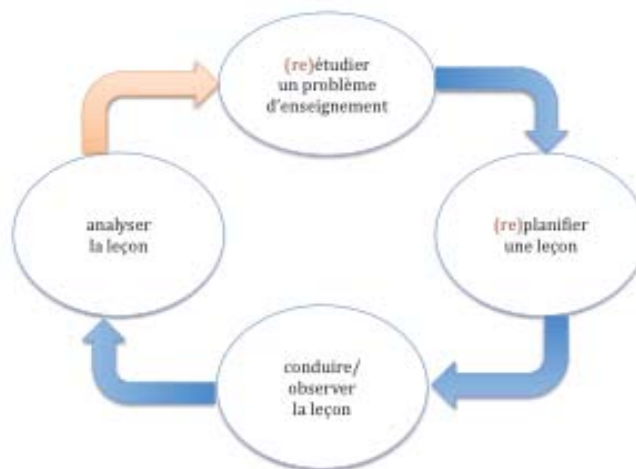 (re)étudier
un problème
d'enseignement
(re)planifier
une leçon
conduire/
observer
la leçon
analyser
la leçon